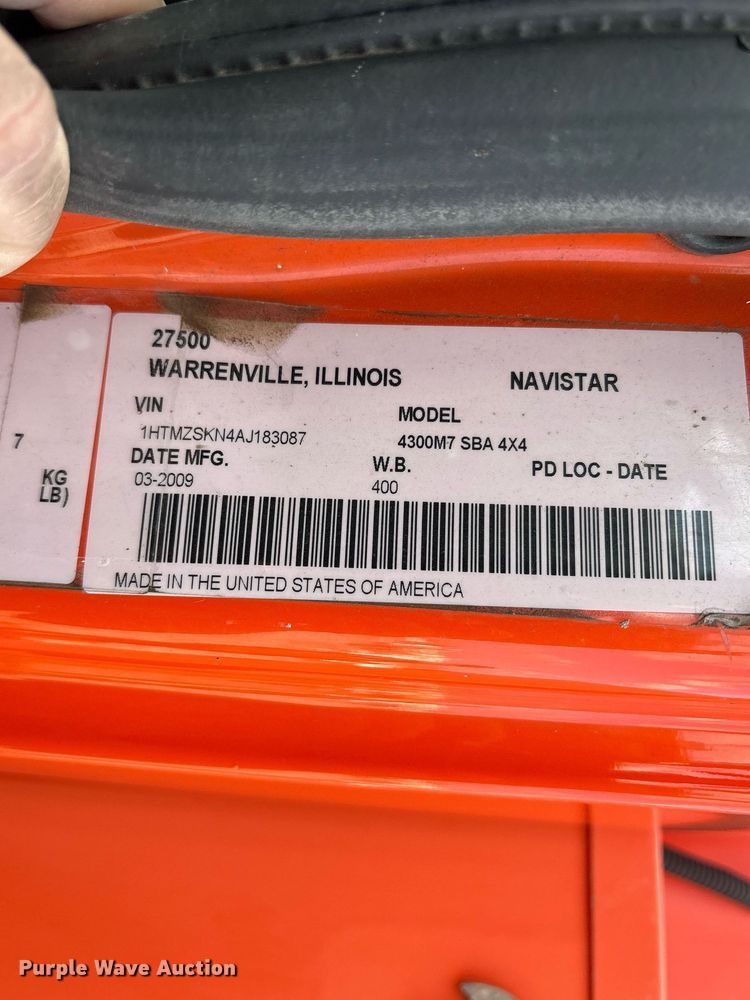 27500
WARRENVILLE, ILLINOIS NAVISTAR
VIN MODEL
1HTMZSKN4AJ183087 4300M7 SBA 4X4
DATE MFG. W.B. PD LOC - DATE
03-2009 400
MADE IN THE UNITED STATES OF AMERICA
7
KG
LB)
Purple Wave Auction